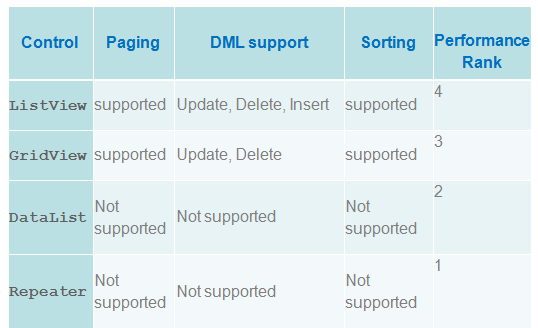 Control Paging DML support Sorting Performance
Rank
ListView supported Update, Delete, Insert supported 4
GridView supported Update, Delete supported 3
DataList Not
supported Not supported Not
supported 2
Repeater Not
supported Not supported Not
supported 1